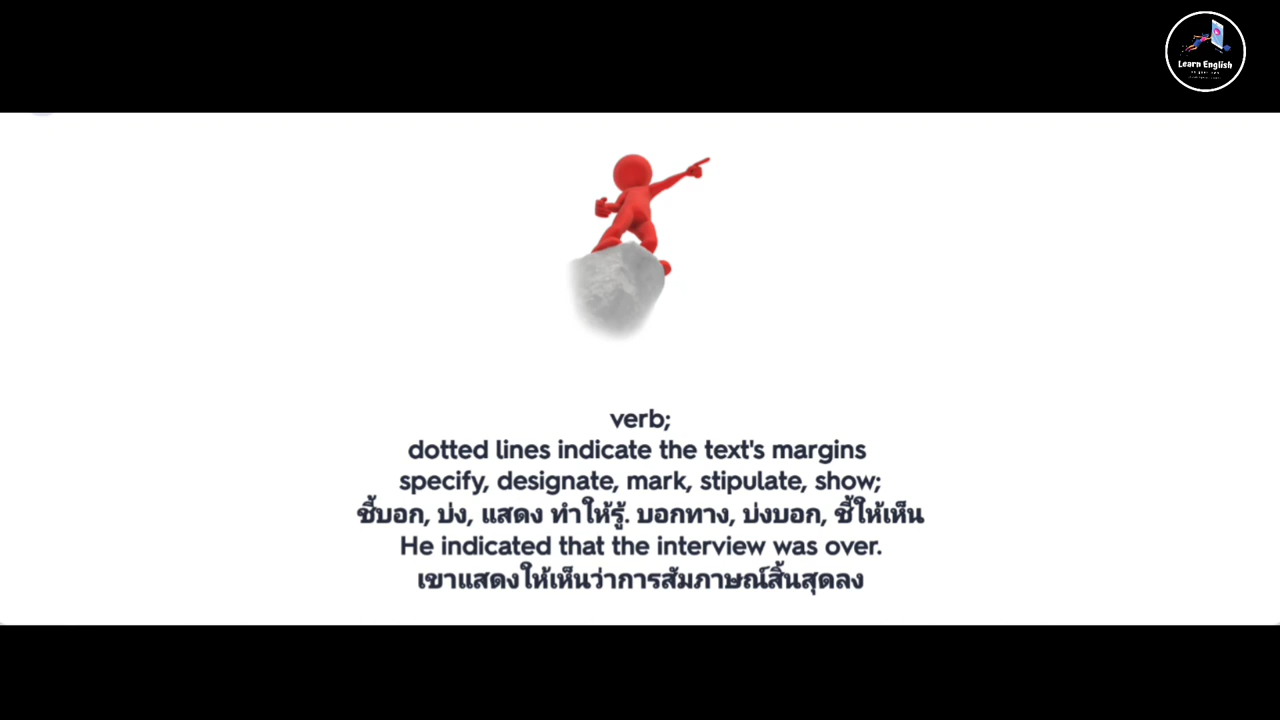 Learn English
verb;
dotted lines indicate the text's margins
specify, designate, mark, stipulate, show;
ชี้บอก, บ่ง, แสดง ทำให้รู้. บอกทาง, บ่งบอก, ชี้ให้เห็น
He indicated that the interview was over.
เขาแสดงให้เห็นว่าการสัมภาษณ์สิ้นสุดลง